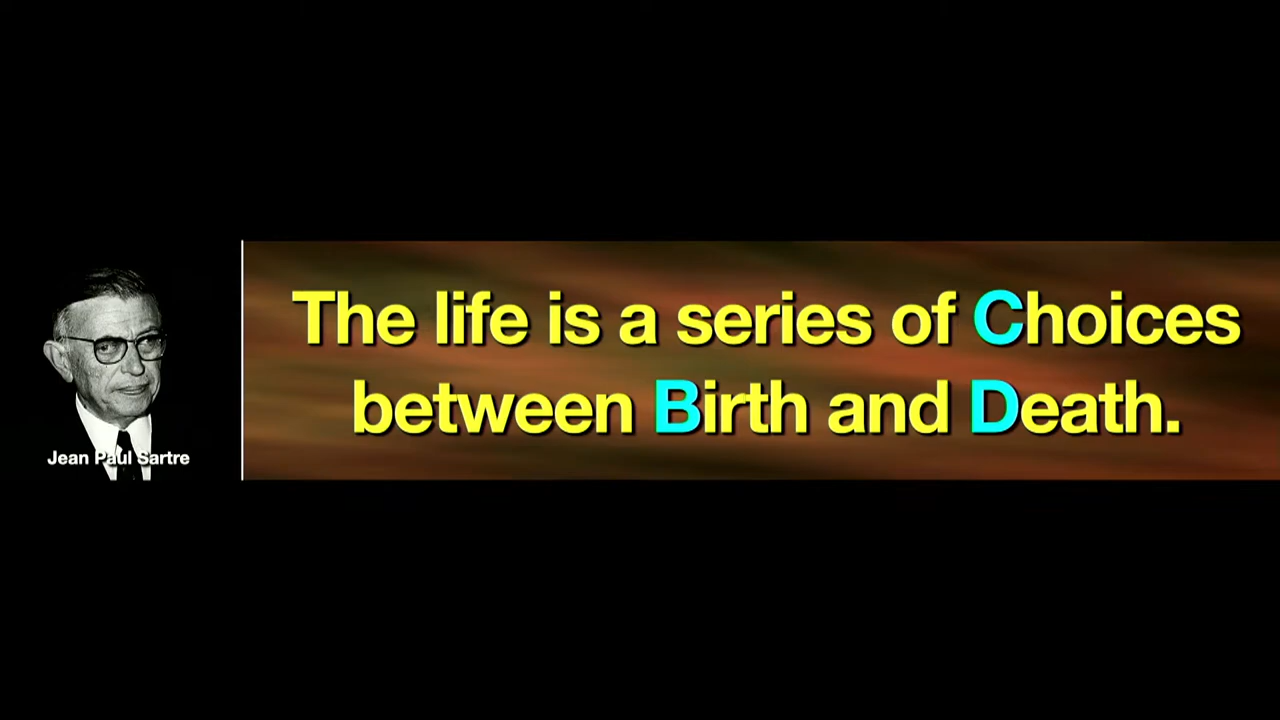 The life is a series of Choices
between Birth and Death.
Jean Paul Sartre